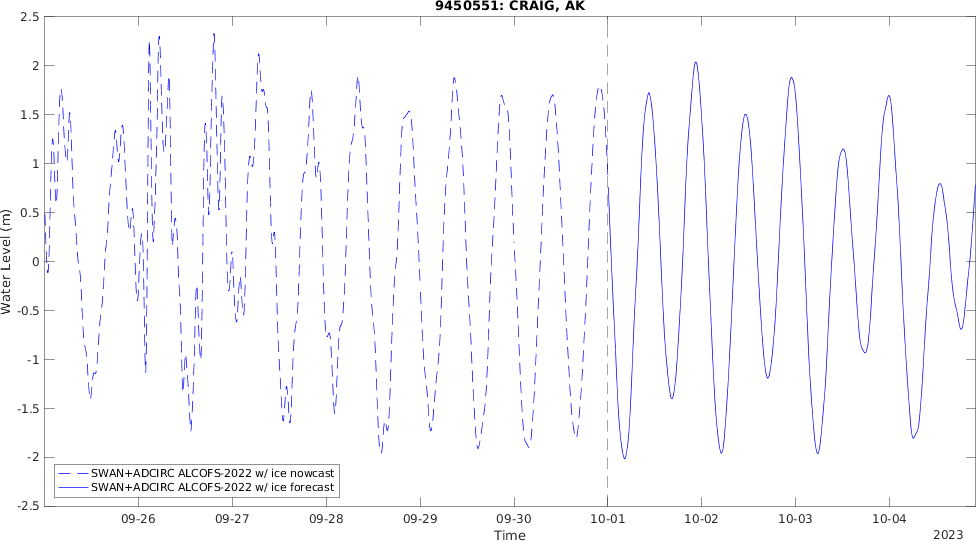 9450551: CRAIG, AK
2.5
2
1.5
1
0.5
0
-0.5
-1
-1.5
-2
-2.5
Water Level (m)
SWAN+ADCIRC ALCOFS-2022 w/ ice nowcast
SWAN+ADCIRC ALCOFS-2022 w/ ice forecast
09-26 09-27 09-28 09-29 09-30 10-01 10-02 10-03 10-04
Time
2023